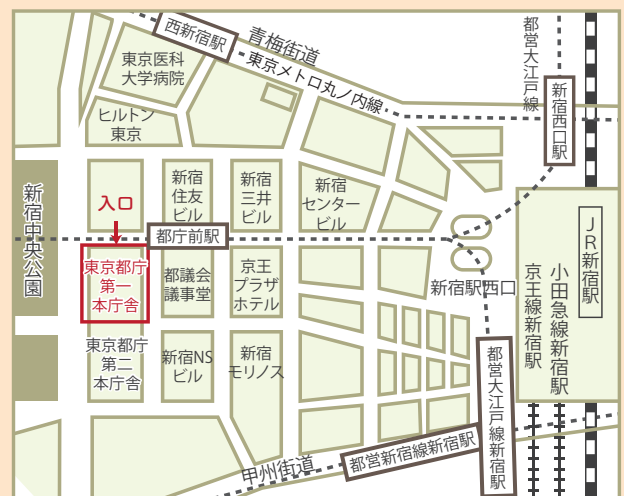 西新宿駅
青梅街道
東京メトロ丸ノ内線
都営大江戸線
新宿西口駅
東京医科
大学病院
ヒルトン
東京
新宿中央公園
入口
新宿
住友
ビル
新宿
三井
ビル
新宿
センター
ビル
都庁前駅
東京都庁
第一
本庁舎
都議会
議事堂
京王
プラザ
ホテル
新宿駅西口
JR新宿駅
小田急線新宿駅
京王線新宿駅
東京都庁
第二
本庁舎
新宿NS
ビル
新宿
モリノス
都営大江戸線新宿駅
都営新宿線新宿駅
甲州街道